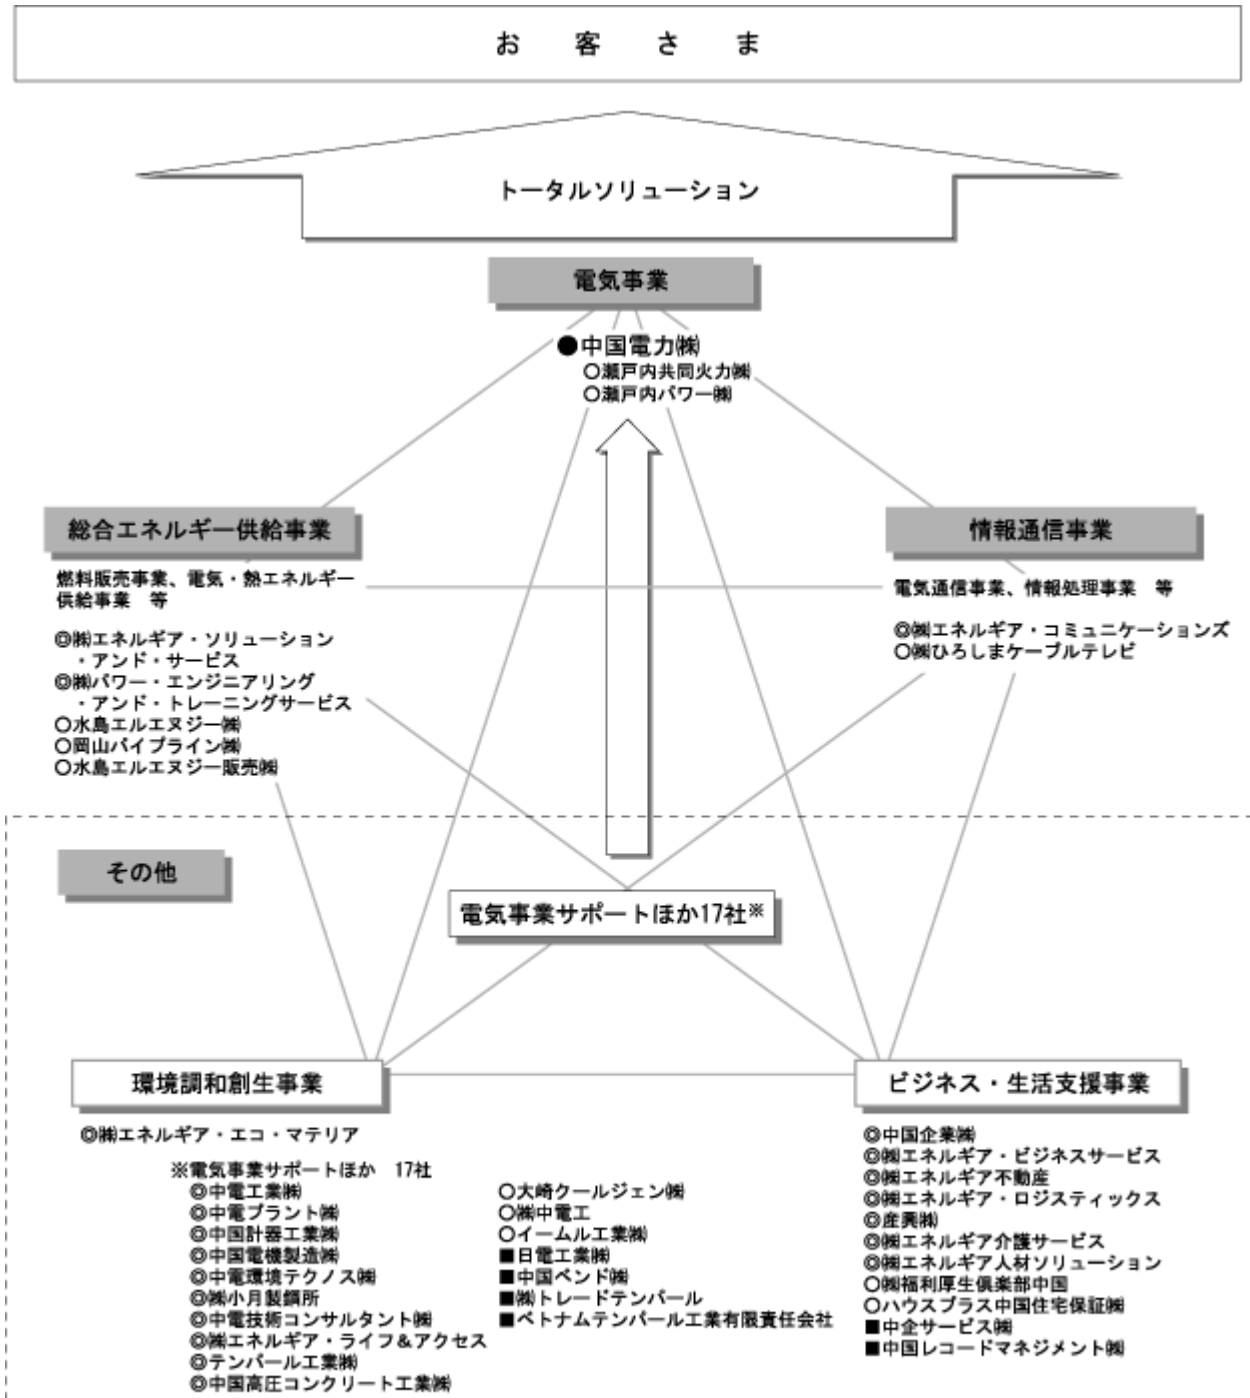 お　客　さ　ま
トータルソリューション
電気事業
●中国電力㈱
○瀬戸内共同火力㈱
○瀬戸内パワー㈱
総合エネルギー供給事業
燃料販売事業、電気・熱エネルギー
供給事業　等
◎㈱エネルギア・ソリューション
・アンド・サービス
◎㈱パワー・エンジニアリング
・アンド・トレーニングサービス
○水島エルエヌジー㈱
○岡山パイプライン㈱
○水島エルエヌジー販売㈱
情報通信事業
電気通信事業、情報処理事業　等
◎㈱エネルギア・コミュニケーションズ
○㈱ひろしまケーブルテレビ
その他
電気事業サポートほか17社※
環境調和創生事業
◎㈱エネルギア・エコ・マテリア
※電気事業サポートほか　17社
◎中電工業㈱
◎中電プラント㈱
◎中国計器工業㈱
◎中国電機製造㈱
◎中電環境テクノス㈱
◎㈱小月製鋼所
◎中電技術コンサルタント㈱
◎㈱エネルギア・ライフ＆アクセス
◎テンパール工業㈱
◎中国高圧コンクリート工業㈱
○大崎クールジェン㈱
○㈱中電工
○イームル工業㈱
■日電工業㈱
■中国ペンド㈱
■㈱トレードテンパール
■ベトナムテンパール工業有限責任会社
ビジネス・生活支援事業
◎中国企業㈱
◎㈱エネルギア・ビジネスサービス
◎㈱エネルギア不動産
◎㈱エネルギア・ロジスティックス
◎産興㈱
◎㈱エネルギア介護サービス
◎㈱エネルギア人材ソリューション
○㈱福利厚生倶楽部中国
○ハウスプラス中国住宅保証㈱
■中企サービス㈱
■中国レコードマネジメント㈱